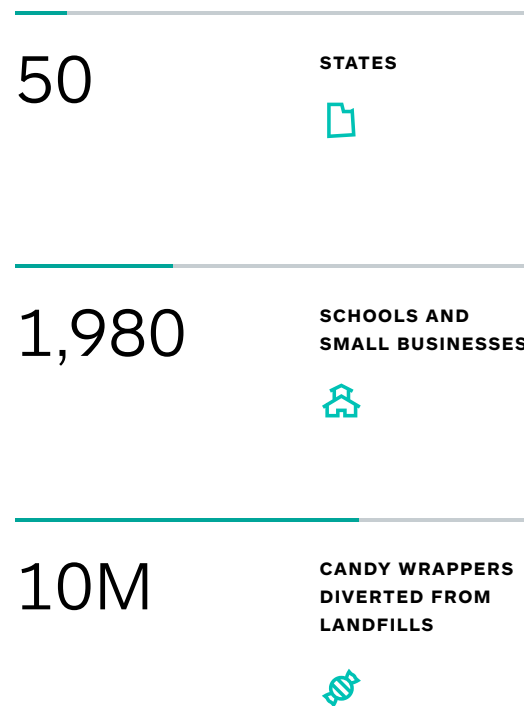 50
STATES
1,980
SCHOOLS AND
SMALL BUSINESSES
10M
CANDY WRAPPERS
DIVERTED FROM
LANDFILLS